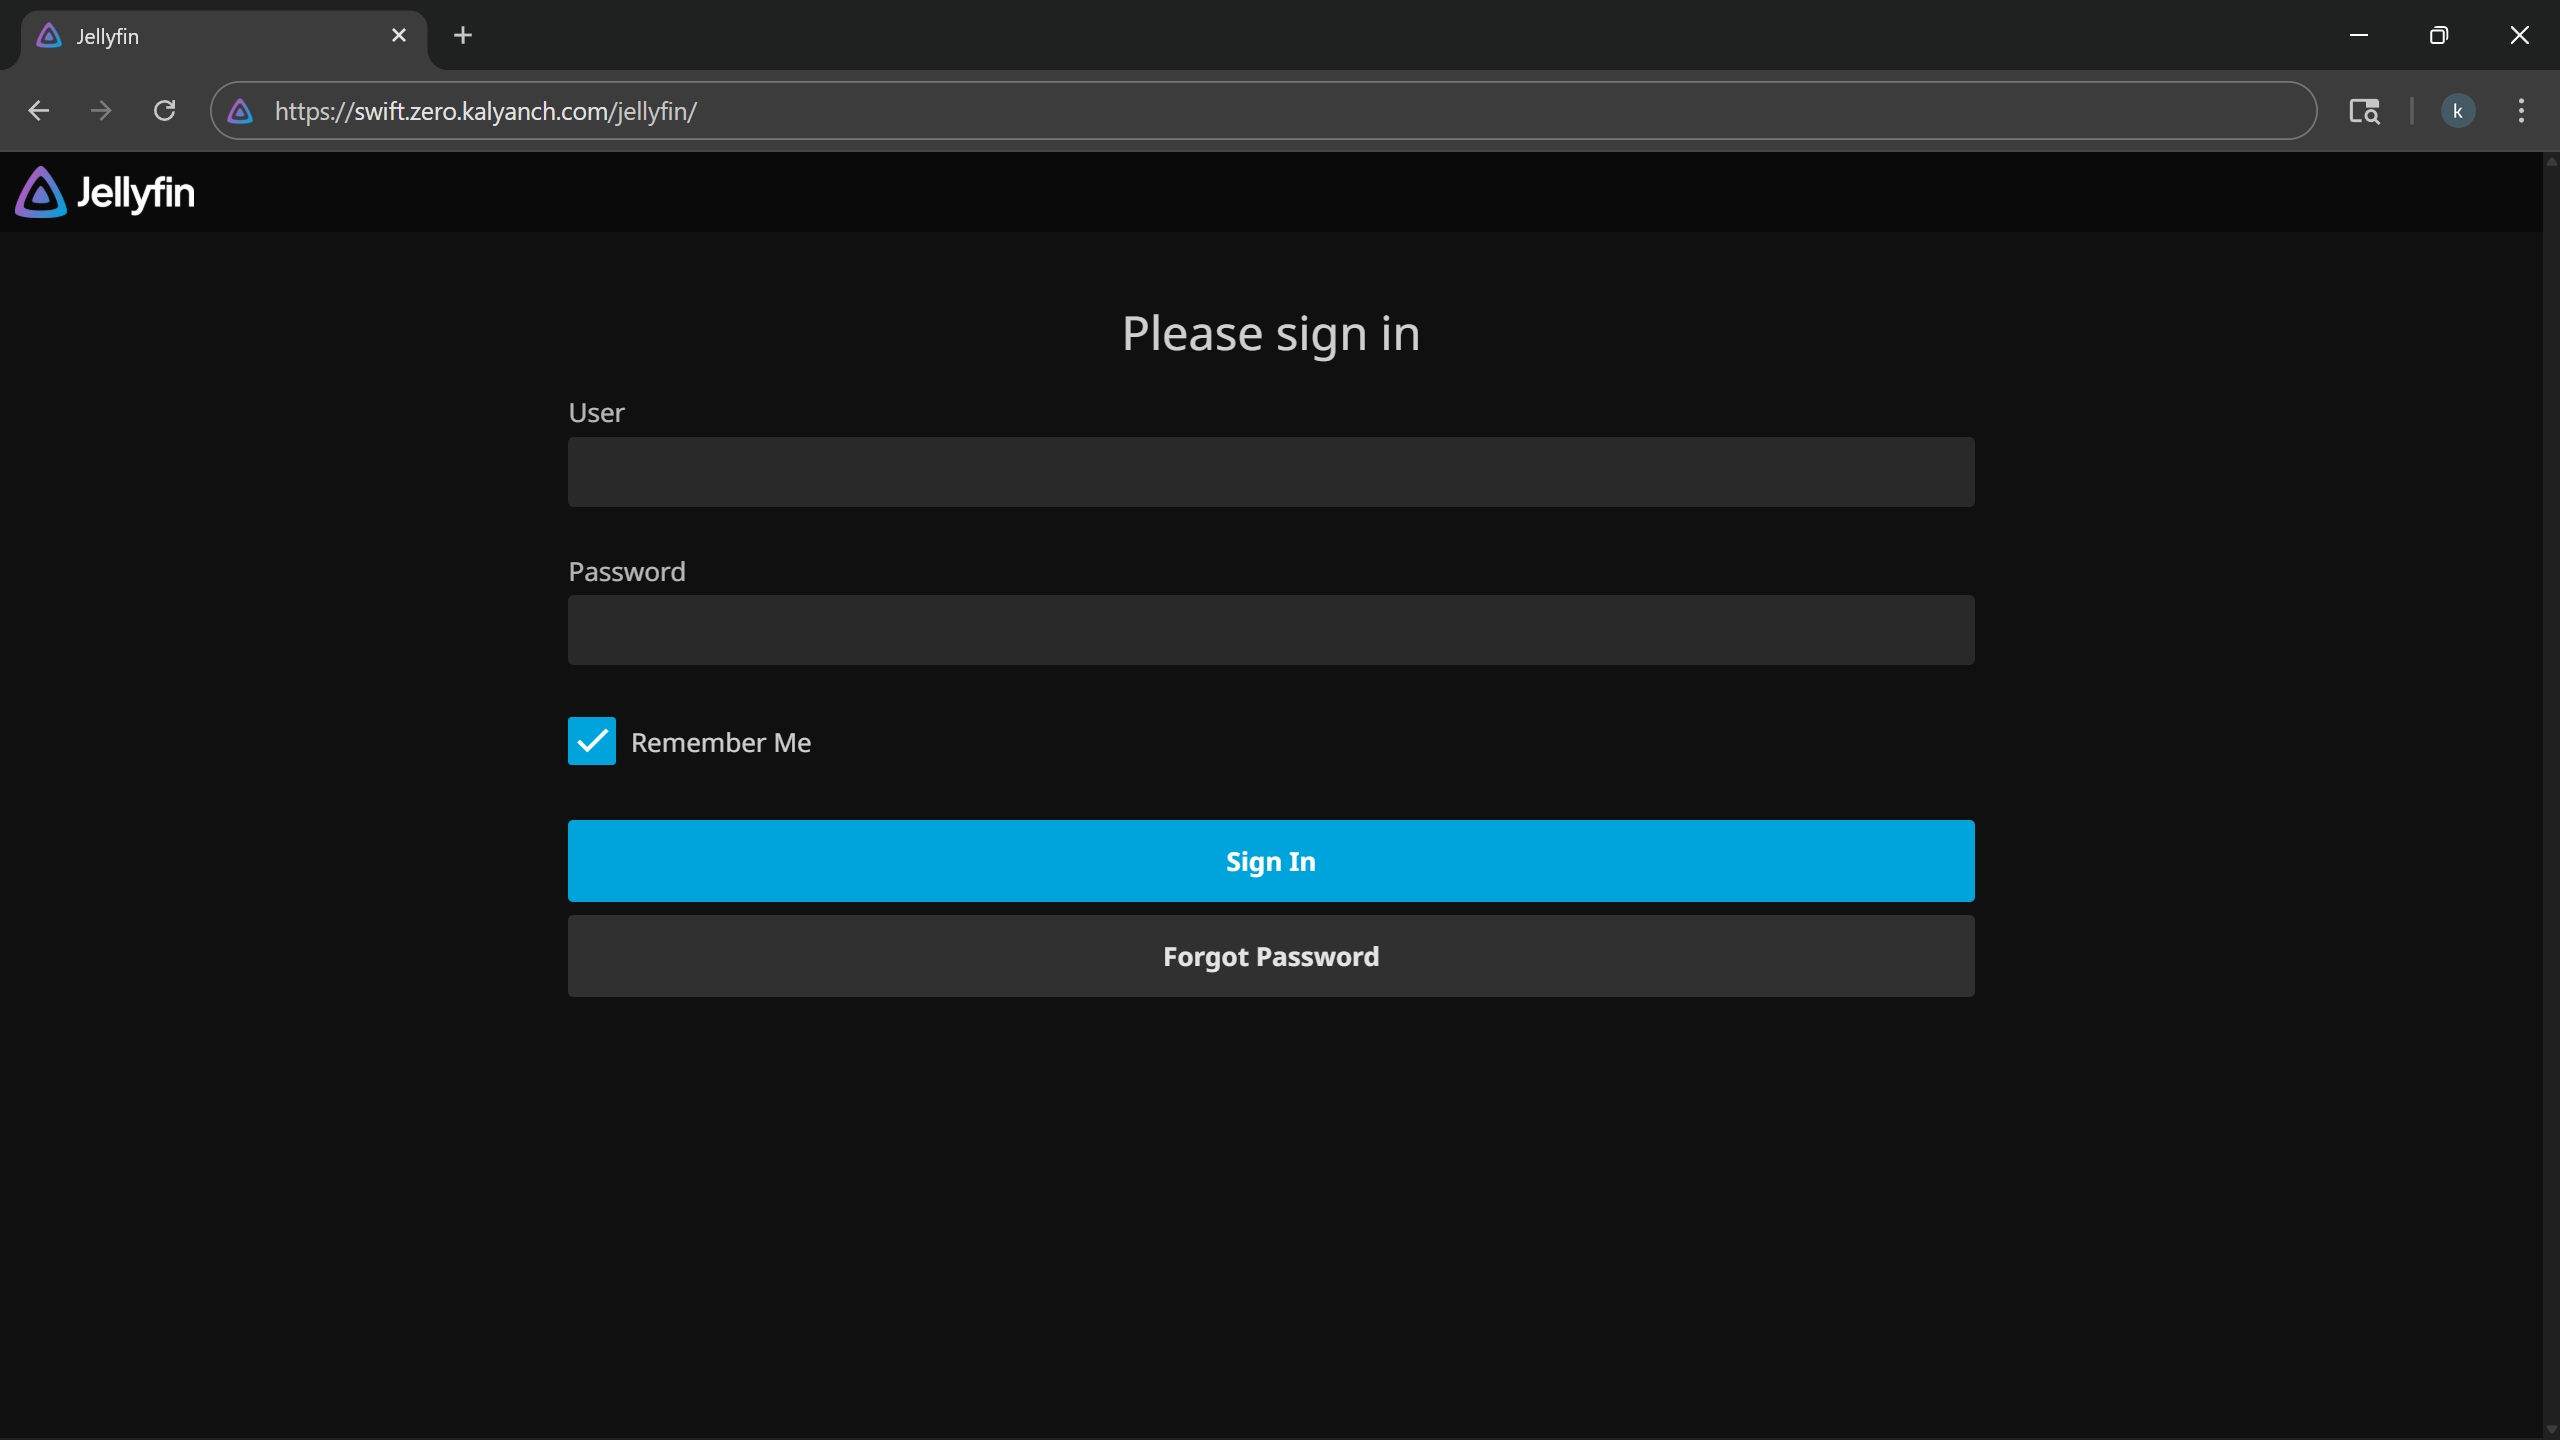 Jellyfin
https://swift.zero.kalyanch.com/jellyfin/
k
Jellyfin
Please sign in
User
Password
Remember Me
Sign In
Forgot Password